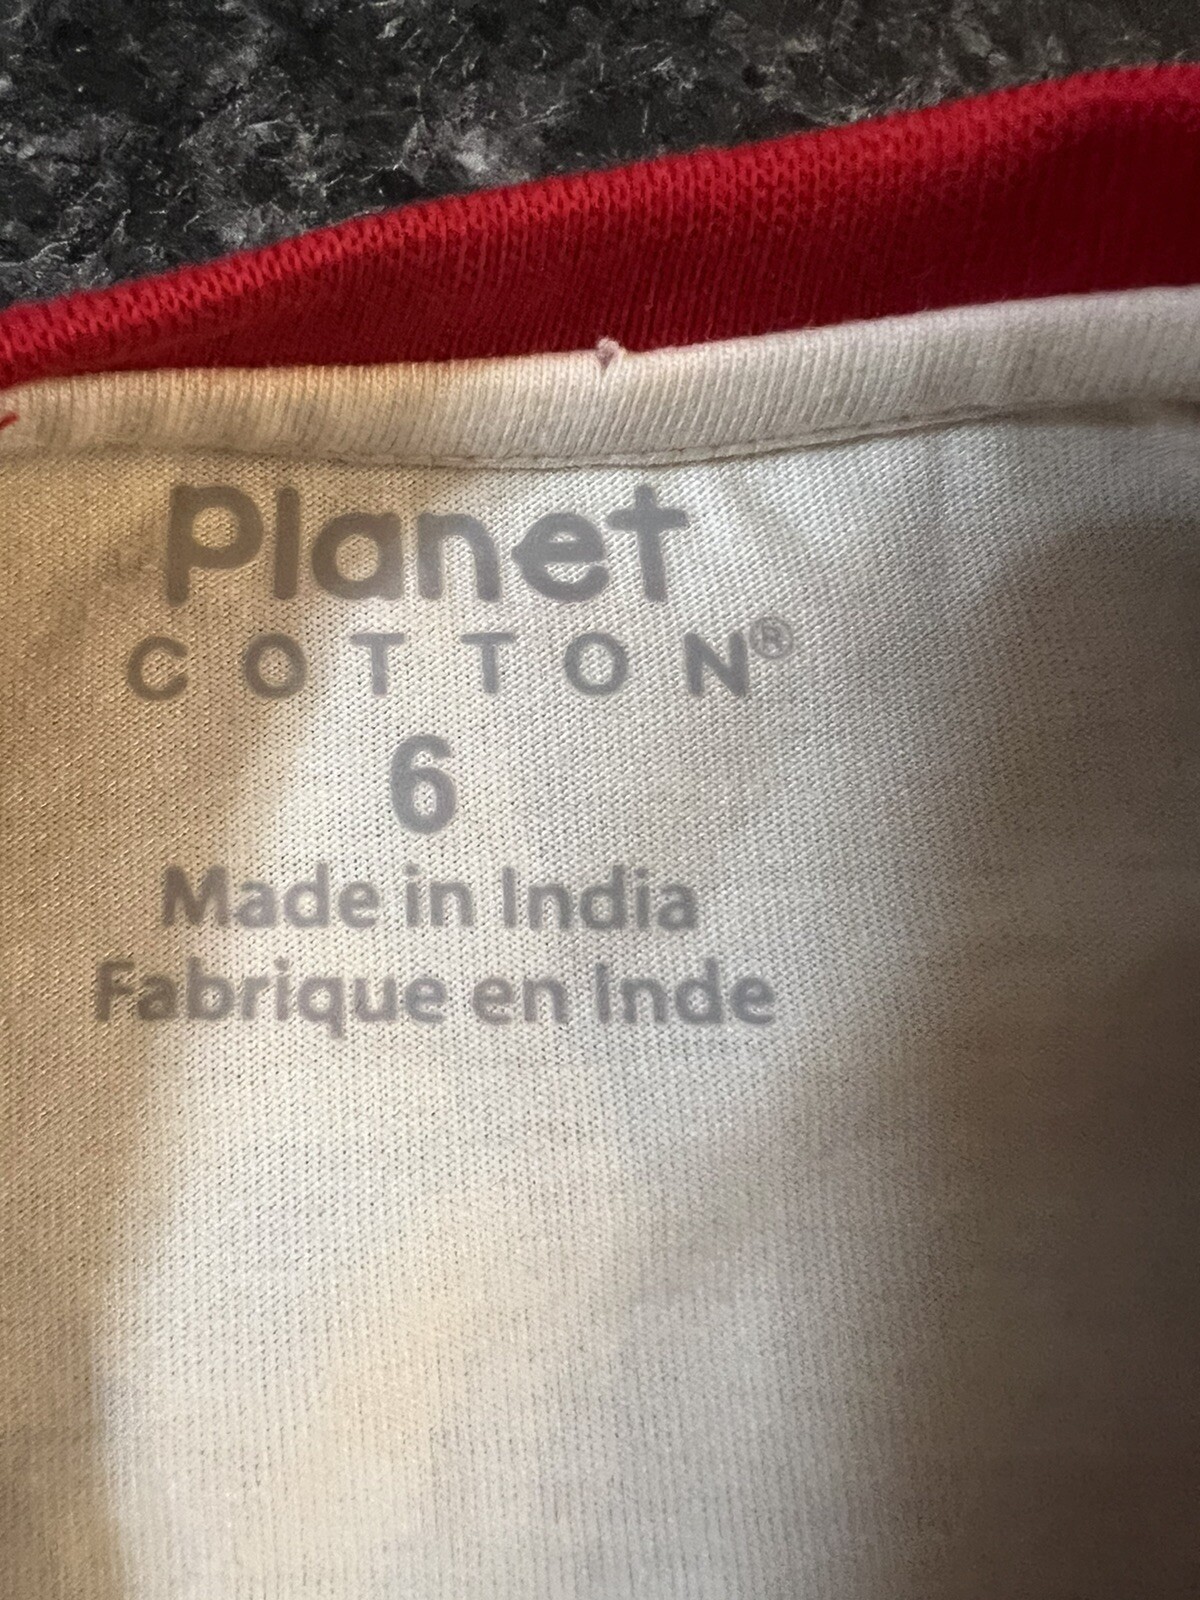 Planet
COTTON®
6
Made in India
Fabrique en Inde